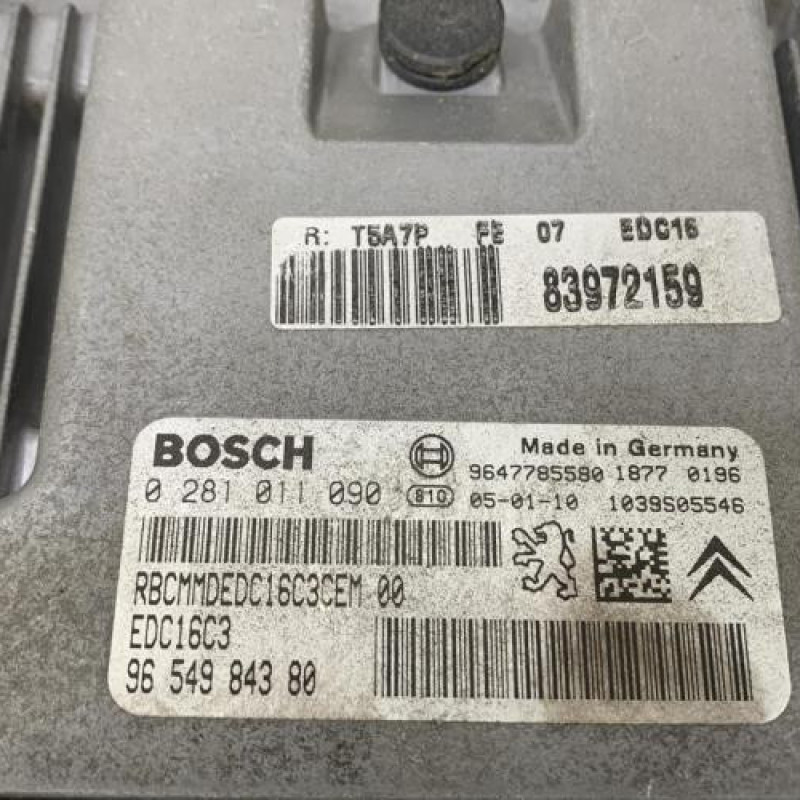 R: T5A7P FE 07 EDC16
83972159
BOSCH
Made in Germany
9647785580 1877 0196
0 281 011 090
810 05-01-10 1039S05546
RBCMMDEDC16C3CEM 00
EDC16C3
96 549 843 80